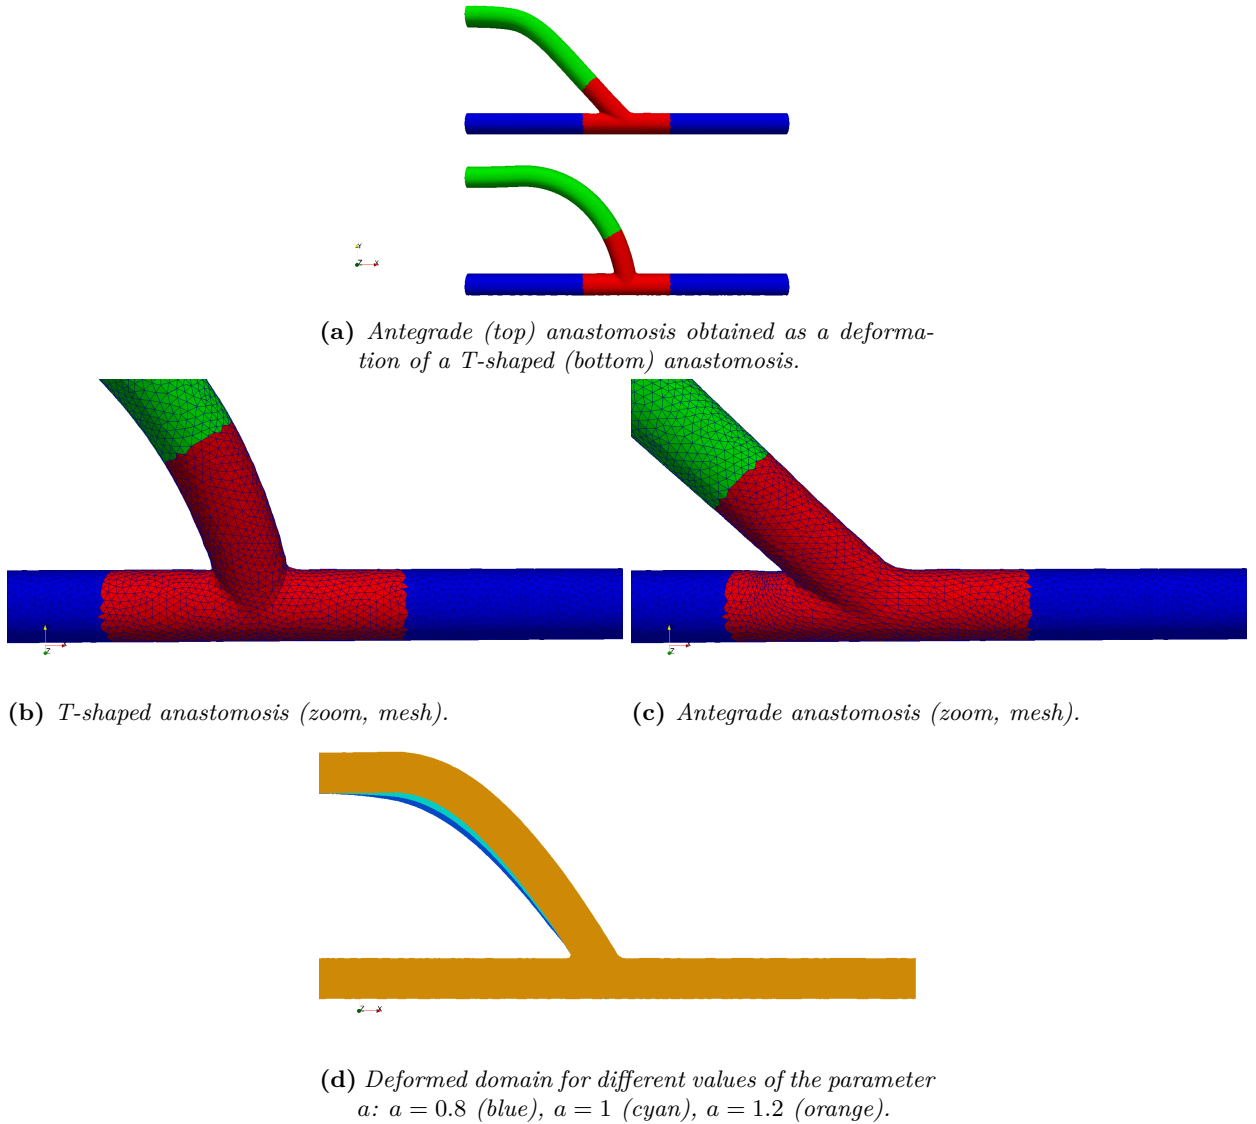 (a) Antegrade (top) anastomosis obtained as a deforma-
tion of a T-shaped (bottom) anastomosis.
(b) T-shaped anastomosis (zoom, mesh).
(c) Antegrade anastomosis (zoom, mesh).
(d) Deformed domain for different values of the parameter
a: a = 0.8 (blue), a = 1 (cyan), a = 1.2 (orange).